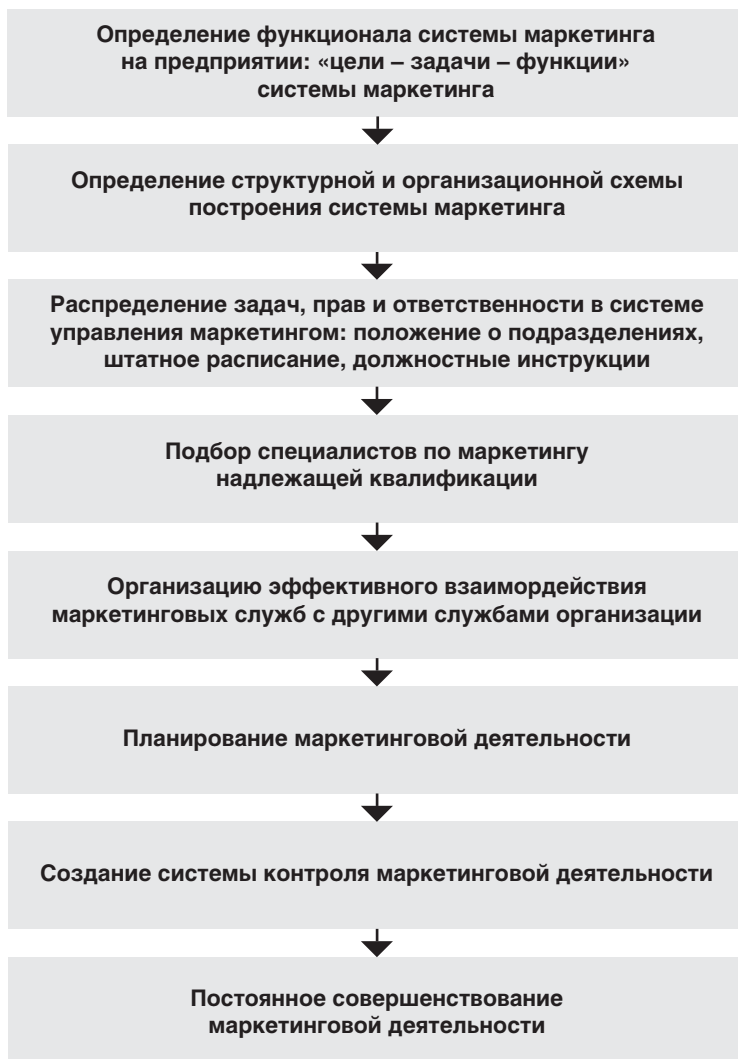 Определение функционала системы маркетинга
на предприятии: «цели – задачи – функции»
системы маркетинга
Определение структурной и организационной схемы
построения системы маркетинга
Распределение задач, прав и ответственности в системе
управления маркетингом: положение о подразделениях,
штатное расписание, должностные инструкции
Подбор специалистов по маркетингу
надлежащей квалификации
Организацию эффективного взаимордействия
маркетинговых служб с другими службами организации
Планирование маркетинговой деятельности
Создание системы контроля маркетинговой деятельности
Постоянное совершенствование
маркетинговой деятельности